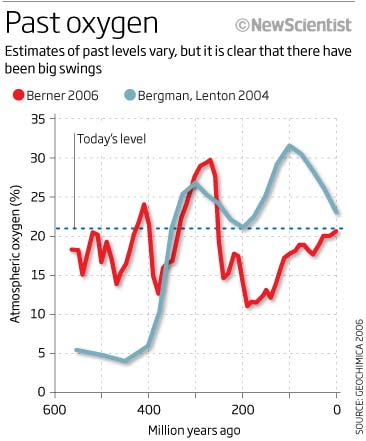 Past oxygen
©NewScientist
Estimates of past levels vary, but it is clear that there have
been big swings
Berner 2006
Bergman, Lenton 2004
Today's level
Atmospheric oxygen (%)
35
30
25
20
15
10
5
0
600
400
200
0
Million years ago
SOURCE: GEOCHIMICA 2006